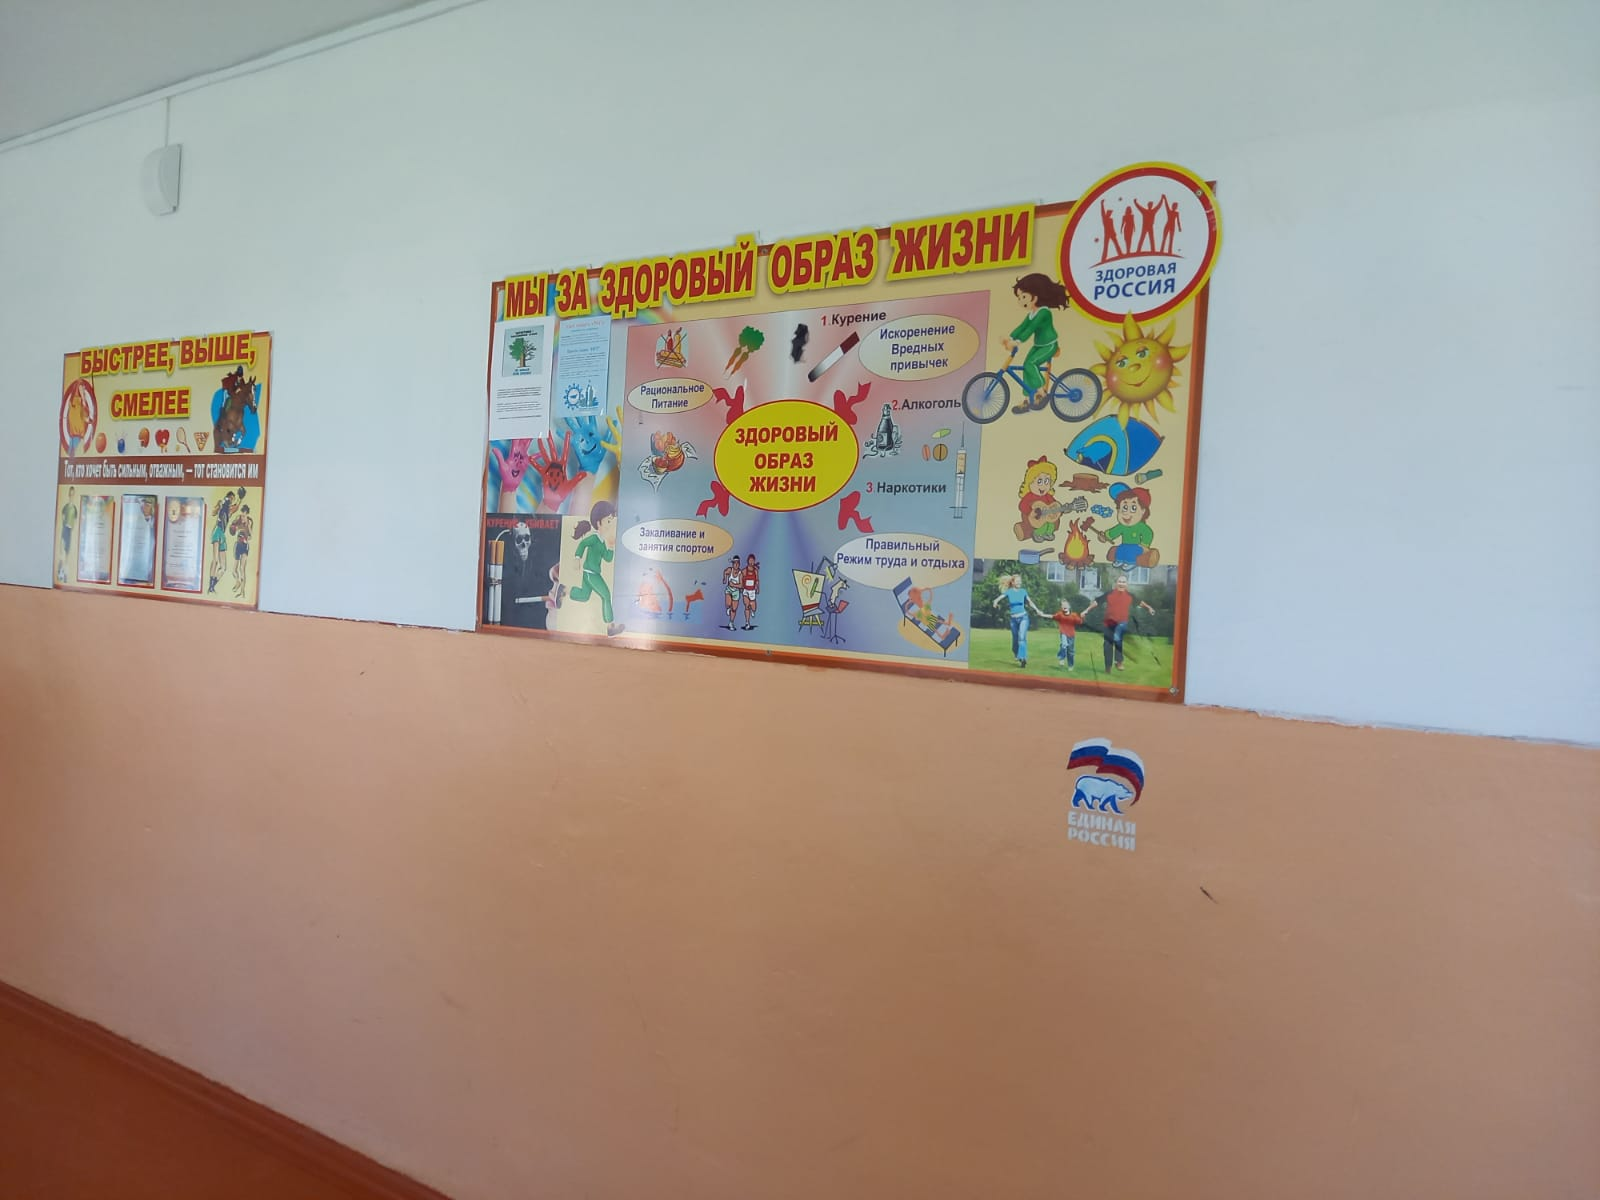 БЫСТРЕЕ, ВЫШЕ,
СМЕЛЕЕ
Тот, кто хочет быть сильным, отважным, — тот становится им
МЫ ЗА ЗДОРОВЫЙ ОБРАЗ ЖИЗНИ
ЗДОРОВАЯ
РОССИЯ
1.Курение
Искоренение
Вредных
привычек
Рациональное
Питание
2.Алкоголь
ЗДОРОВЫЙ
ОБРАЗ
ЖИЗНИ
3.Наркотики
КУРЕНИЕ УБИВАЕТ
Закаливание и
занятия спортом
Правильный
Режим труда и отдыха
ЕДИНАЯ
РОССИЯ